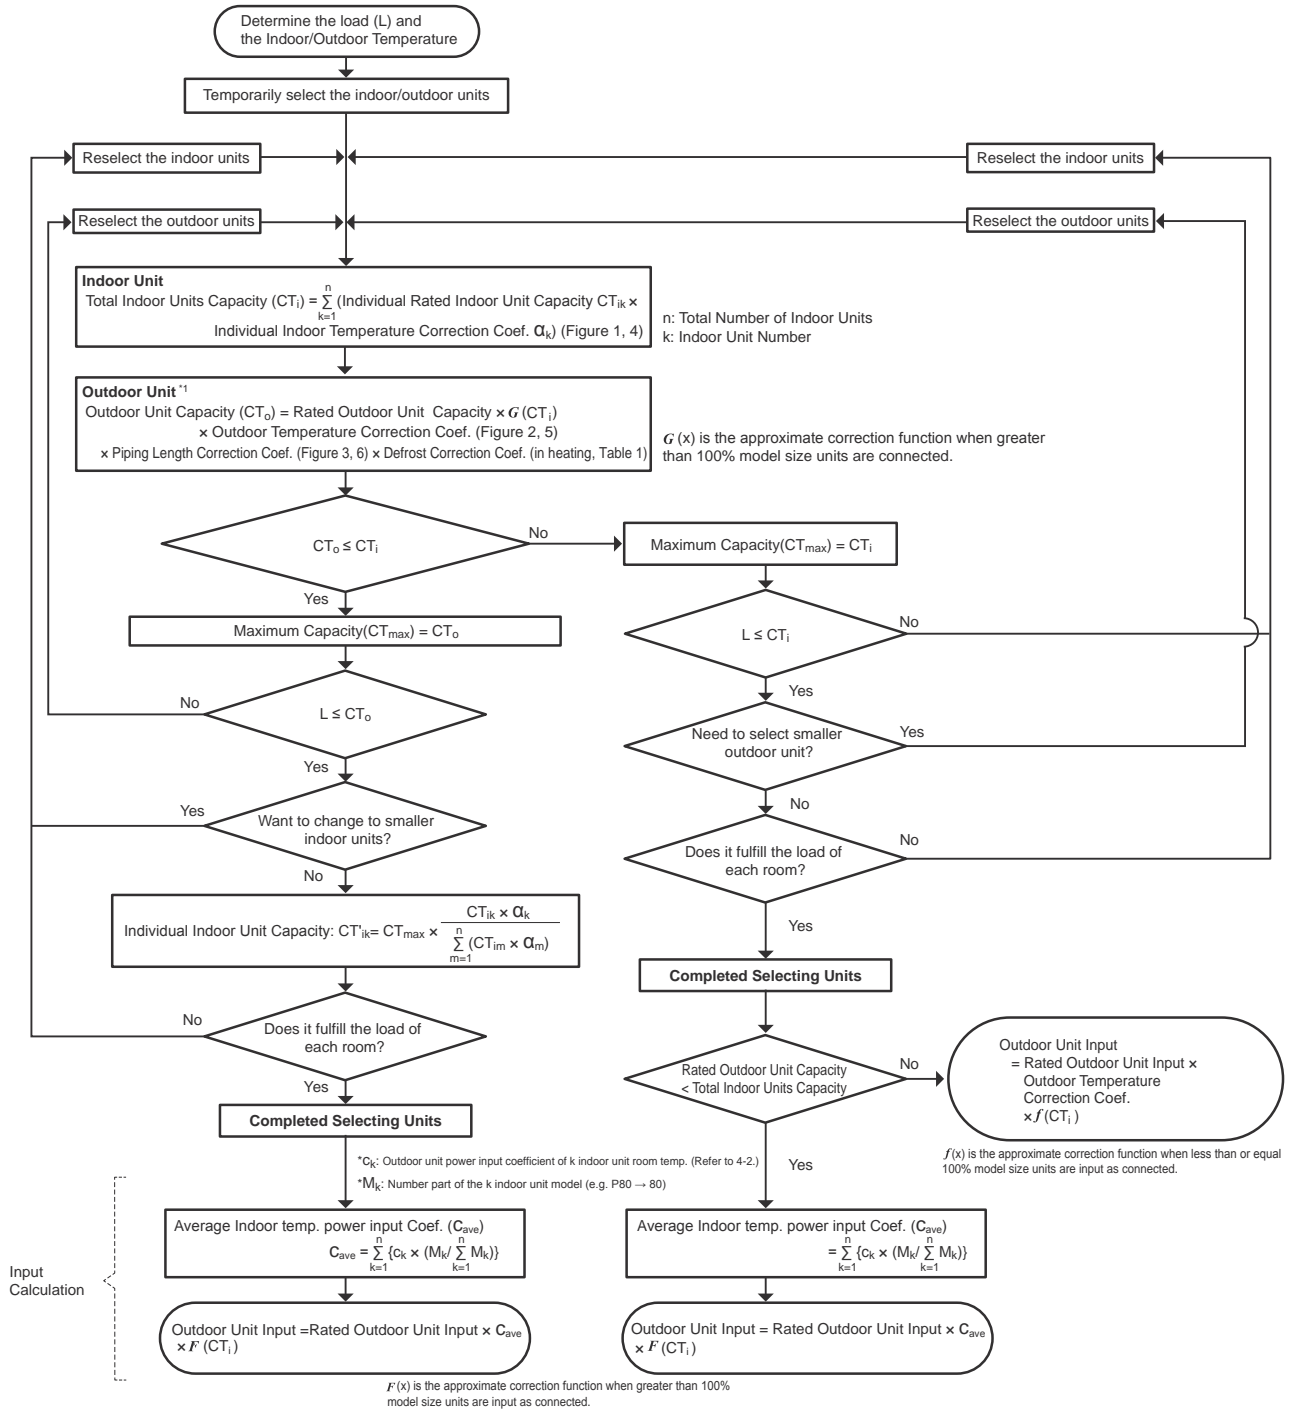 Determine the load (L) and
the Indoor/Outdoor Temperature
Temporarily select the indoor/outdoor units
Reselect the indoor units
Reselect the indoor units
Reselect the outdoor units
Reselect the outdoor units
Indoor Unit
Total Indoor Units Capacity (CTi) = n Σ k=1 (Individual Rated Indoor Unit Capacity CTik ×
Individual Indoor Temperature Correction Coef. αk) (Figure 1, 4)
n: Total Number of Indoor Units
k: Indoor Unit Number
Outdoor Unit *1
Outdoor Unit Capacity (CTo) = Rated Outdoor Unit Capacity × G (CTi)
× Outdoor Temperature Correction Coef. (Figure 2, 5)
× Piping Length Correction Coef. (Figure 3, 6) × Defrost Correction Coef. (in heating, Table 1)
G (x) is the approximate correction function when greater
than 100% model size units are connected.
CTo ≤ CTi
No
Maximum Capacity(CTmax) = CTi
Yes
Maximum Capacity(CTmax) = CTo
L ≤ CTi
No
Yes
L ≤ CTo
No
Yes
Need to select smaller
outdoor unit?
Yes
No
Want to change to smaller
indoor units?
Yes
No
Does it fulfill the load of
each room?
No
Yes
Individual Indoor Unit Capacity: CT'ik= CTmax × CTik × αk / n Σ m=1 (CTim × αm)
Completed Selecting Units
Does it fulfill the load of
each room?
No
Yes
Rated Outdoor Unit Capacity
< Total Indoor Units Capacity
No
Yes
Outdoor Unit Input
= Rated Outdoor Unit Input ×
Outdoor Temperature
Correction Coef.
× f (CTi )
f (x) is the approximate correction function when less than or equal
100% model size units are input as connected.
Completed Selecting Units
*Ck: Outdoor unit power input coefficient of k indoor unit room temp. (Refer to 4-2.)
*Mk: Number part of the k indoor unit model (e.g. P80 → 80)
Input
Calculation
Average Indoor temp. power input Coef. (Cave)
Cave = n Σ k=1 {ck × (Mk/ n Σ k=1 Mk)}
Average Indoor temp. power input Coef. (Cave)
= n Σ k=1 {ck × (Mk/ n Σ k=1 Mk)}
Outdoor Unit Input =Rated Outdoor Unit Input × Cave
× F (CTi )
Outdoor Unit Input = Rated Outdoor Unit Input × Cave
× F (CTi )
F (x) is the approximate correction function when greater than 100%
model size units are input as connected.